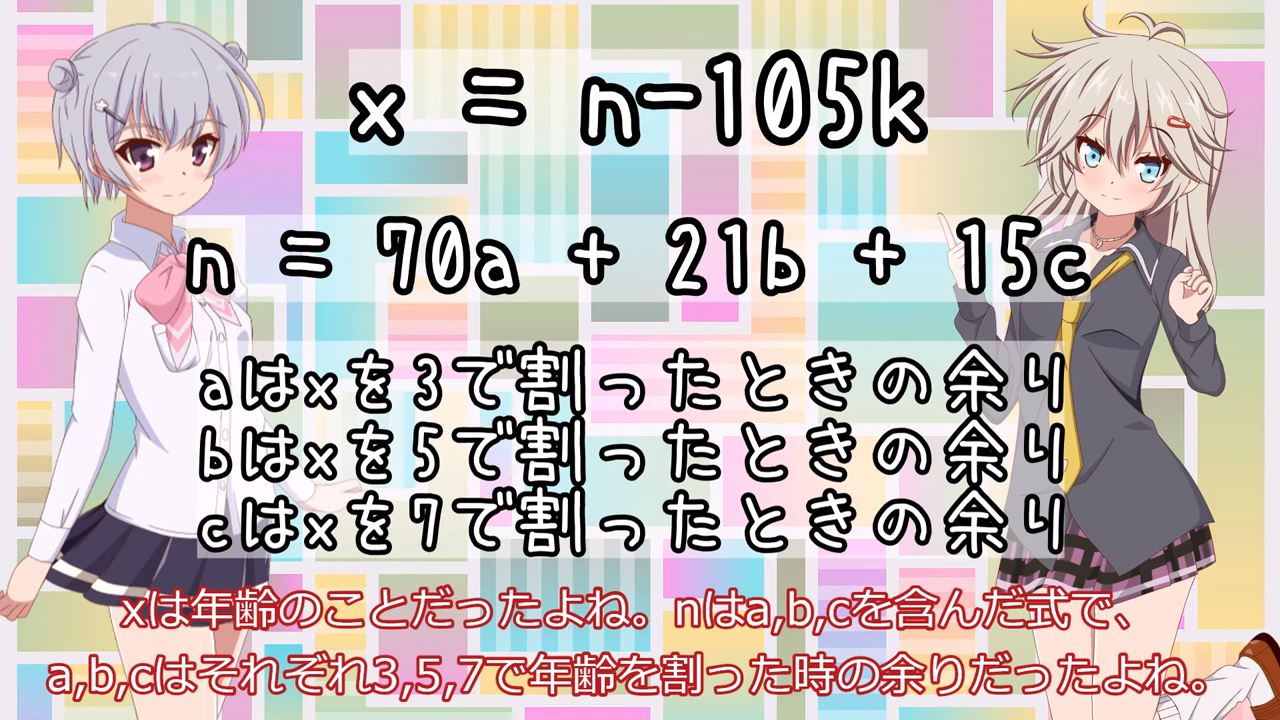 x = n-105k
n = 70a + 21b + 15c
aはxを3で割ったときの余り
bはxを5で割ったときの余り
cはxを7で割ったときの余り
xは年齢のことだったよね。nはa,b,cを含んだ式で、
a,b,cはそれぞれ3,5,7で年齢を割った時の余りだったよね。